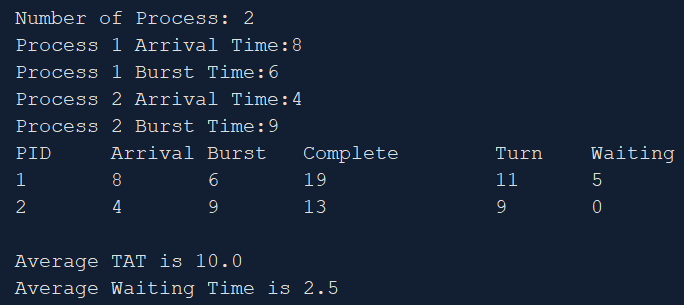 Number of Process: 2
Process 1 Arrival Time:8
Process 1 Burst Time:6
Process 2 Arrival Time:4
Process 2 Burst Time:9
PID Arrival Burst Complete Turn Waiting
1 8 6 19 11 5
2 4 9 13 9 0
Average TAT is 10.0
Average Waiting Time is 2.5